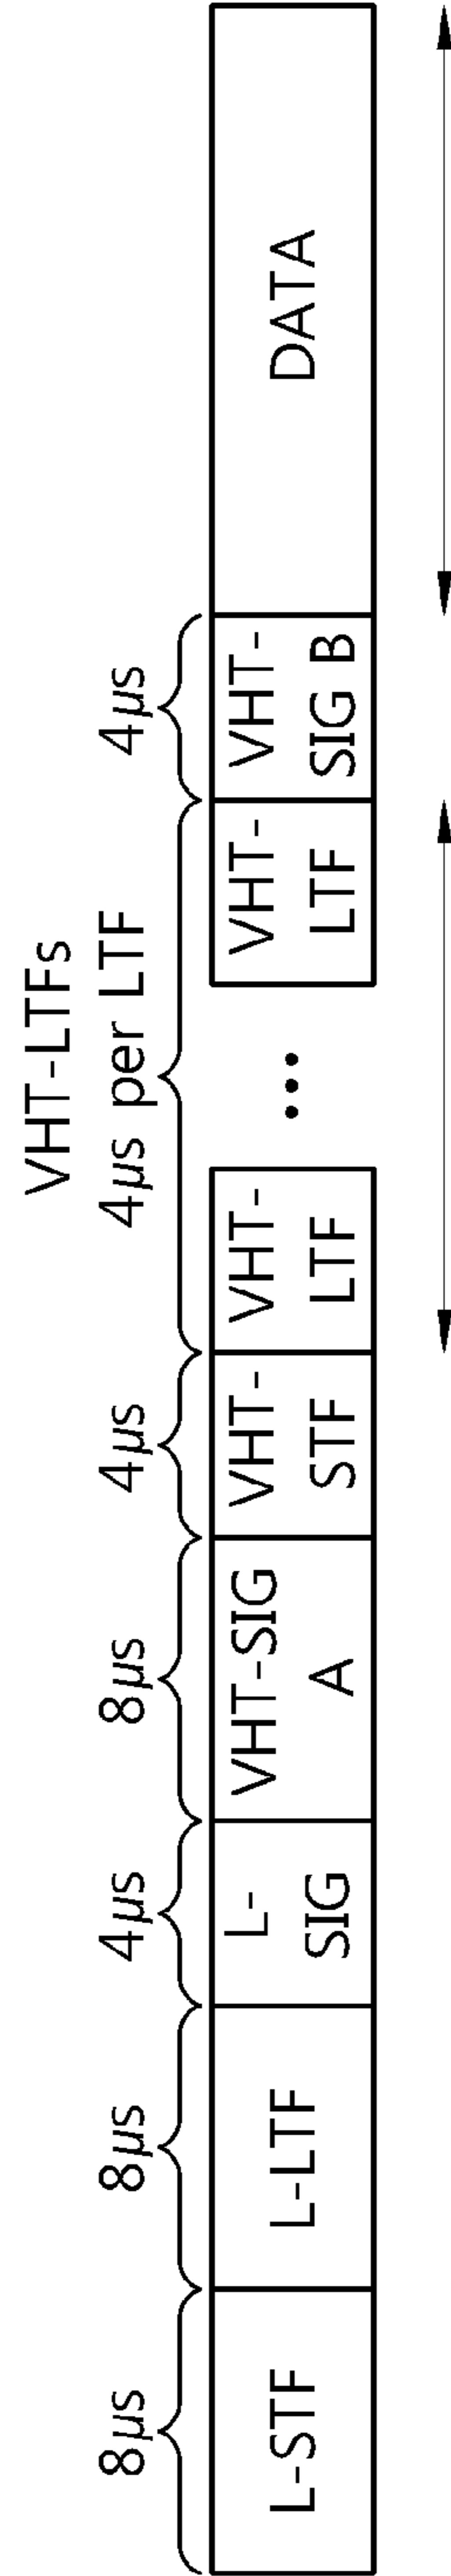 VHT-LTFs
8μs
8μs
4μs
8μs
4μs
4μs per LTF
4μs
L-STF
L-LTF
L-
SIG
VHT-SIG
A
VHT-
STF
VHT-
LTF
...
VHT-
LTF
VHT-
SIG B
DATA